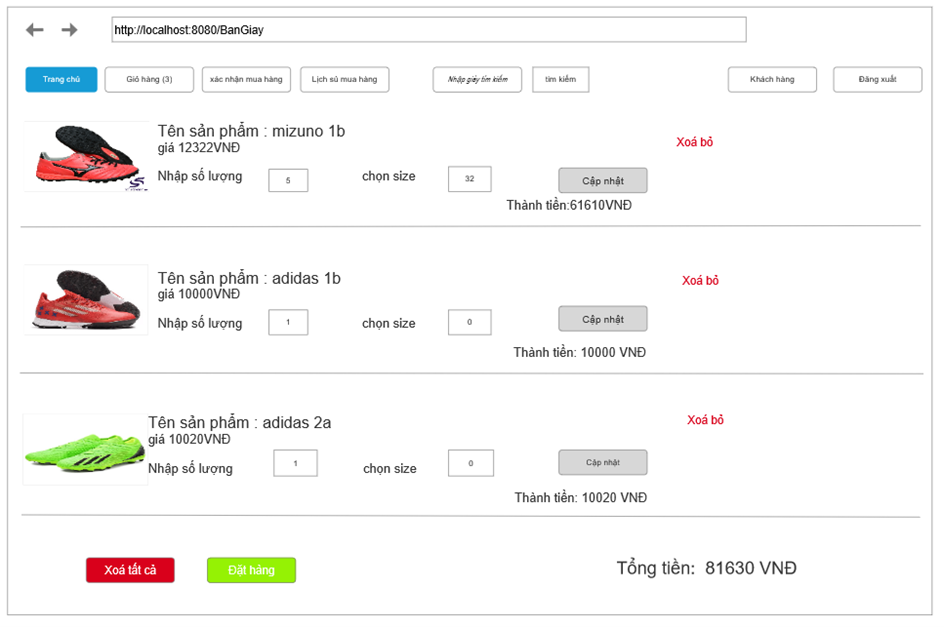 http://localhost:8080/BanGiay
Trang chủ
Giỏ hàng (3)
xác nhận mua hàng
Lịch sử mua hàng
Nhập giày tìm kiếm
tìm kiếm
Khách hàng
Đăng xuất
Tên sản phẩm : mizuno 1b
giá 12322VNĐ
Xoá bỏ
Nhập số lượng
5
chọn size
32
Cập nhật
Thành tiền:61610VNĐ
Tên sản phẩm : adidas 1b
giá 10000VNĐ
Xoá bỏ
Nhập số lượng
1
chọn size
0
Cập nhật
Thành tiền: 10000 VNĐ
Tên sản phẩm : adidas 2a
giá 10020VNĐ
Xoá bỏ
Nhập số lượng
1
chọn size
0
Cập nhật
Thành tiền: 10020 VNĐ
Xoá tất cả
Đặt hàng
Tổng tiền: 81630 VNĐ